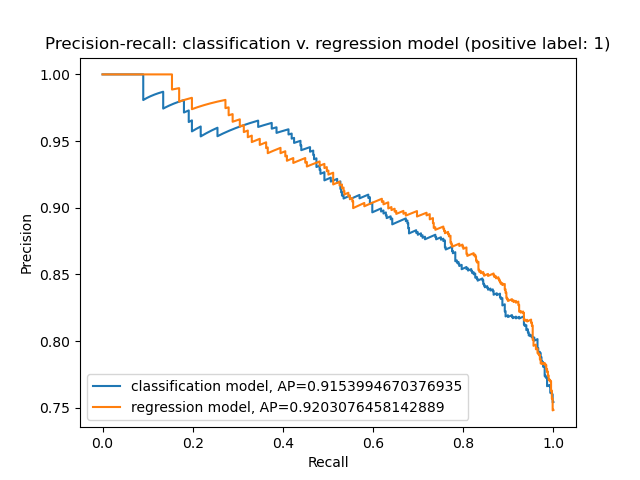 Precision-recall: classification v. regression model (positive label: 1)
1.00
0.95
0.90
0.85
0.80
0.75
Precision
classification model, AP=0.9153994670376935
regression model, AP=0.9203076458142889
0.0 0.2 0.4 0.6 0.8 1.0
Recall